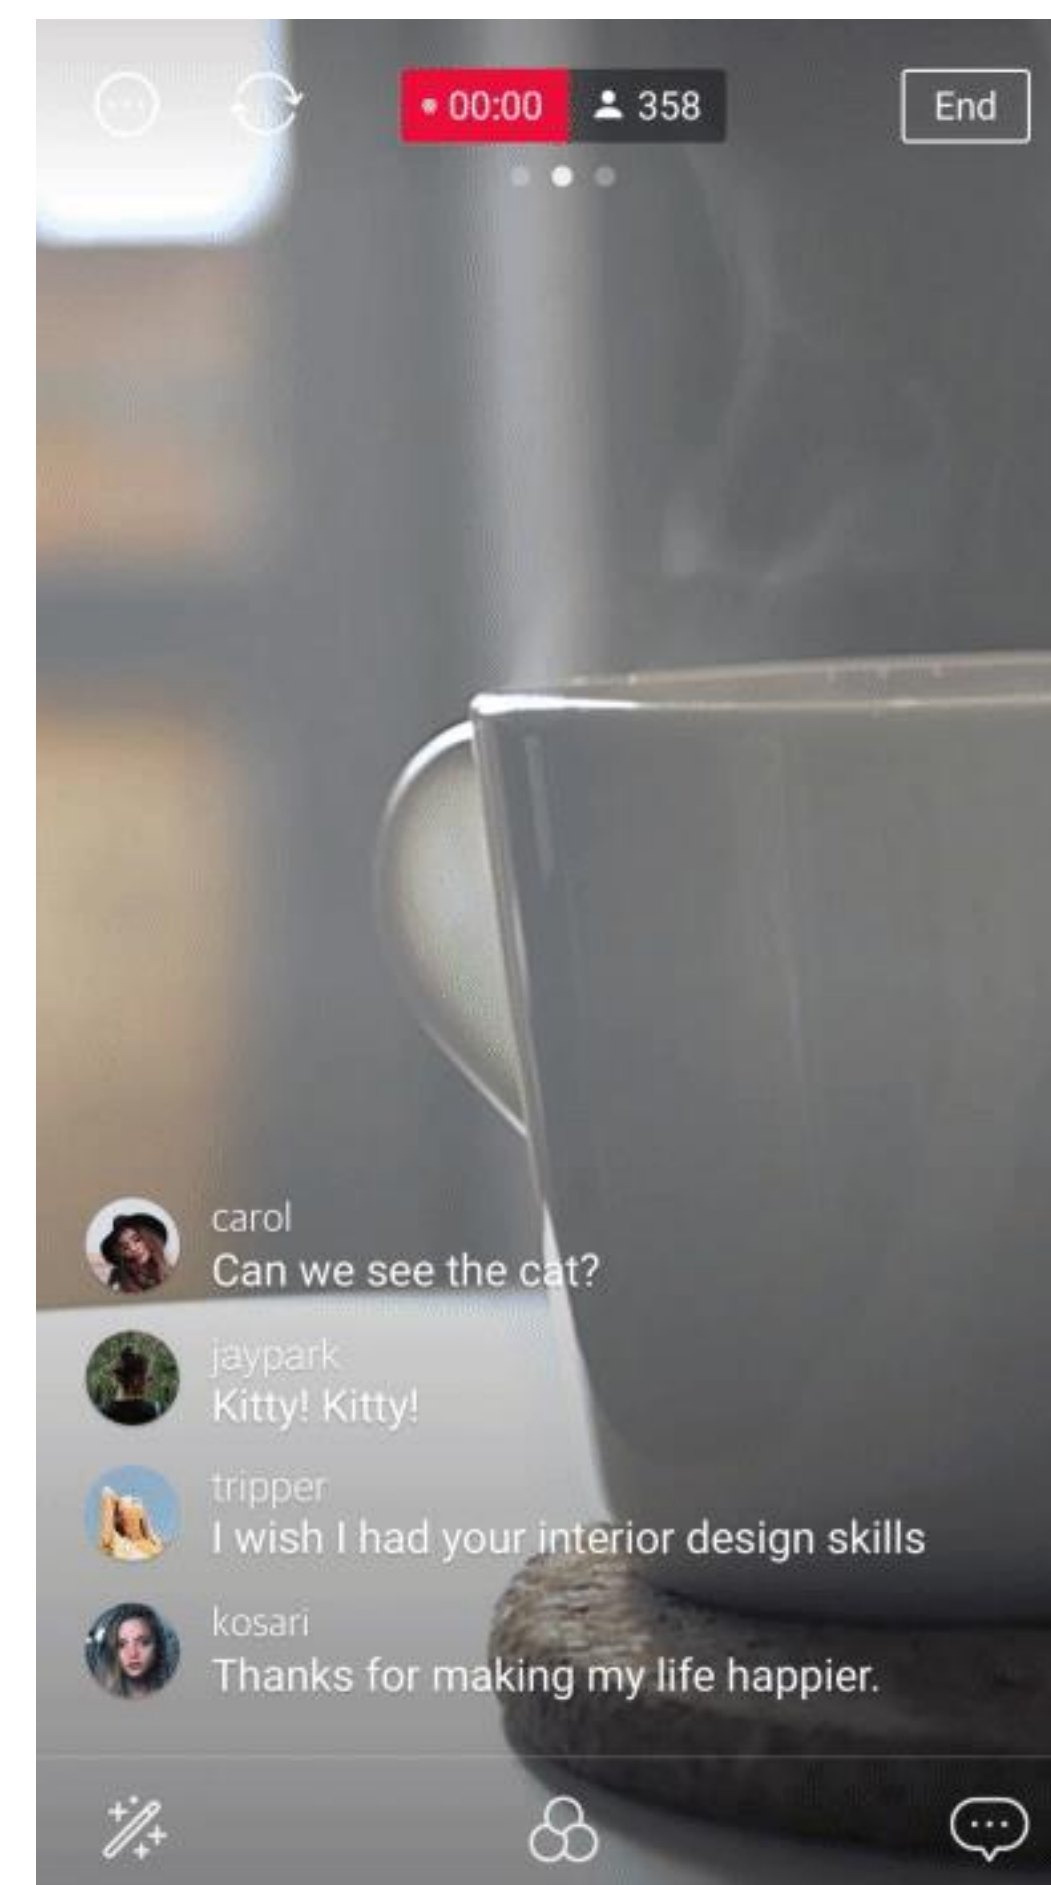 00:00
358
End
carol
Can we see the cat?
jaypark
Kitty! Kitty!
tripper
I wish I had your interior design skills
kosari
Thanks for making my life happier.